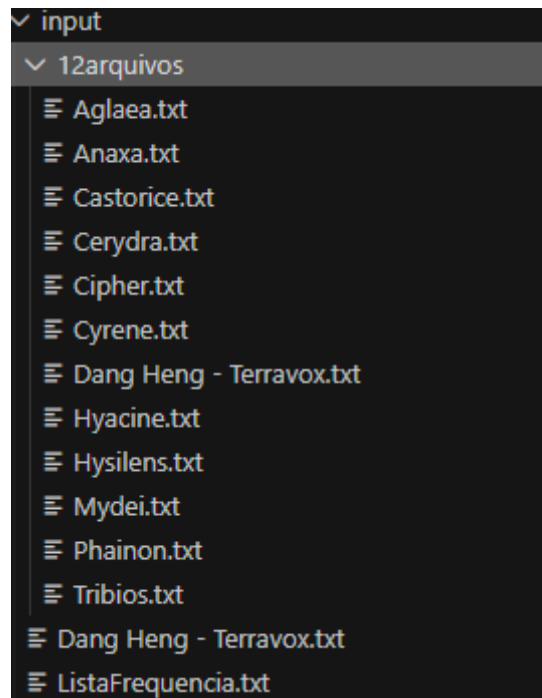 input
12arquivos
Aglaea.txt
Anaxa.txt
Castorice.txt
Cerydra.txt
Cipher.txt
Cyrene.txt
Dang Heng - Terravox.txt
Hyacine.txt
Hysilens.txt
Mydei.txt
Phainon.txt
Tribios.txt
Dang Heng - Terravox.txt
ListaFrequencia.txt